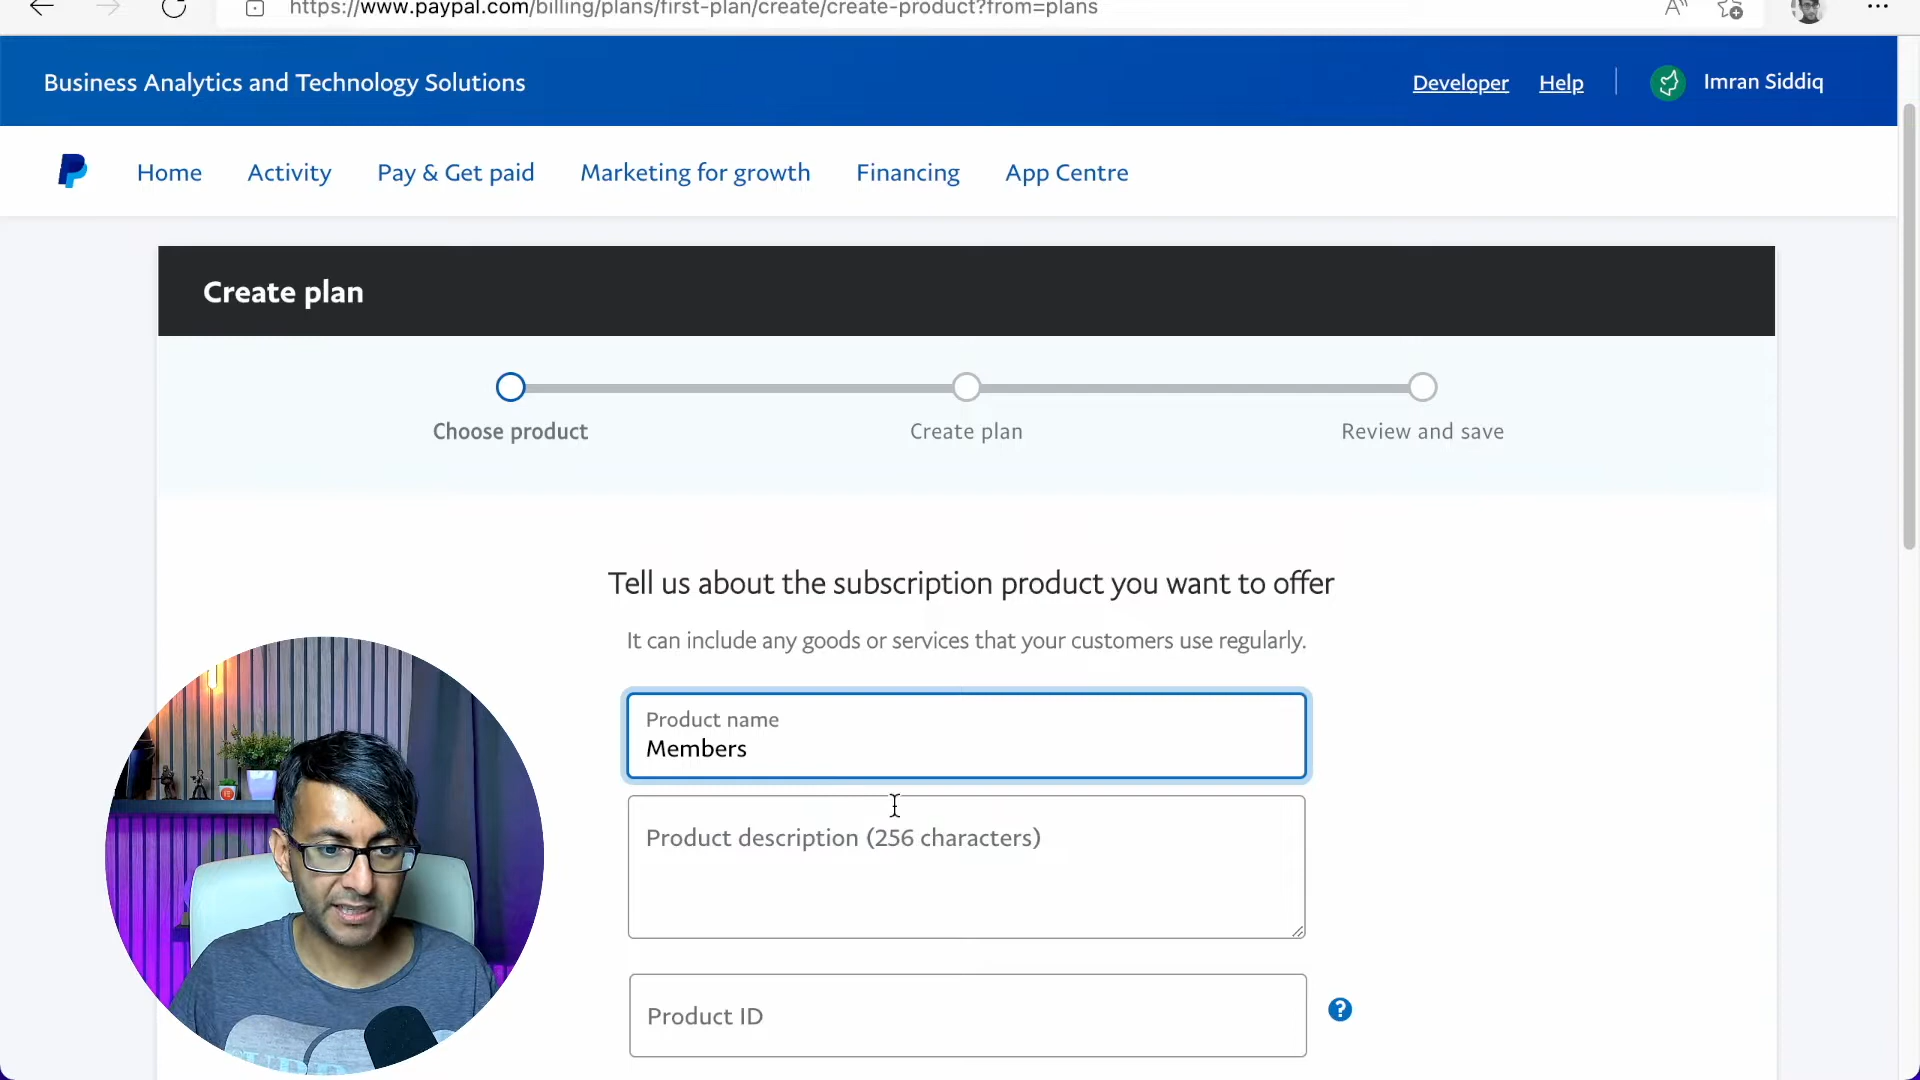 https://www.paypal.com/billing/plans/first-plan/create/create-product?from=plans
Business Analytics and Technology Solutions
Developer
Help
Imran Siddiq
Home
Activity
Pay & Get paid
Marketing for growth
Financing
App Centre
Create plan
Choose product
Create plan
Review and save
Tell us about the subscription product you want to offer
It can include any goods or services that your customers use regularly.
Product name
Members
Product description (256 characters)
Product ID
?